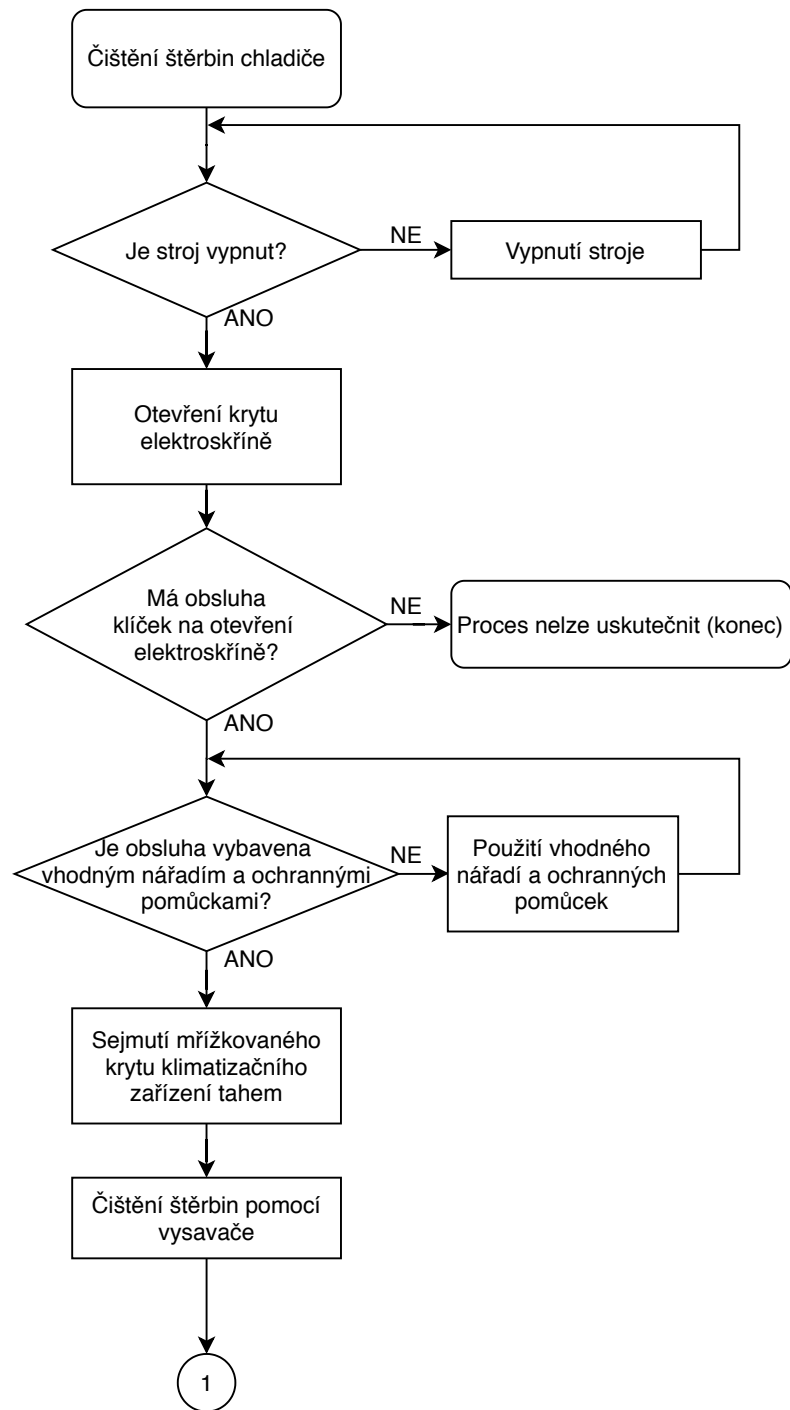 Čištění štěrbin chladiče
Je stroj vypnut?
NE
Vypnutí stroje
ANO
Otevření krytu
elektroskříně
Má obsluha
klíček na otevření
elektroskříně?
NE
Proces nelze uskutečnit (konec)
ANO
Je obsluha vybavena
vhodným nářadím a ochrannými
pomůckami?
NE
Použití vhodného
nářadí a ochranných
pomůcek
ANO
Sejmutí mřížkovaného
krytu klimatizačního
zařízení tahem
Čištění štěrbin pomocí
vysavače
1